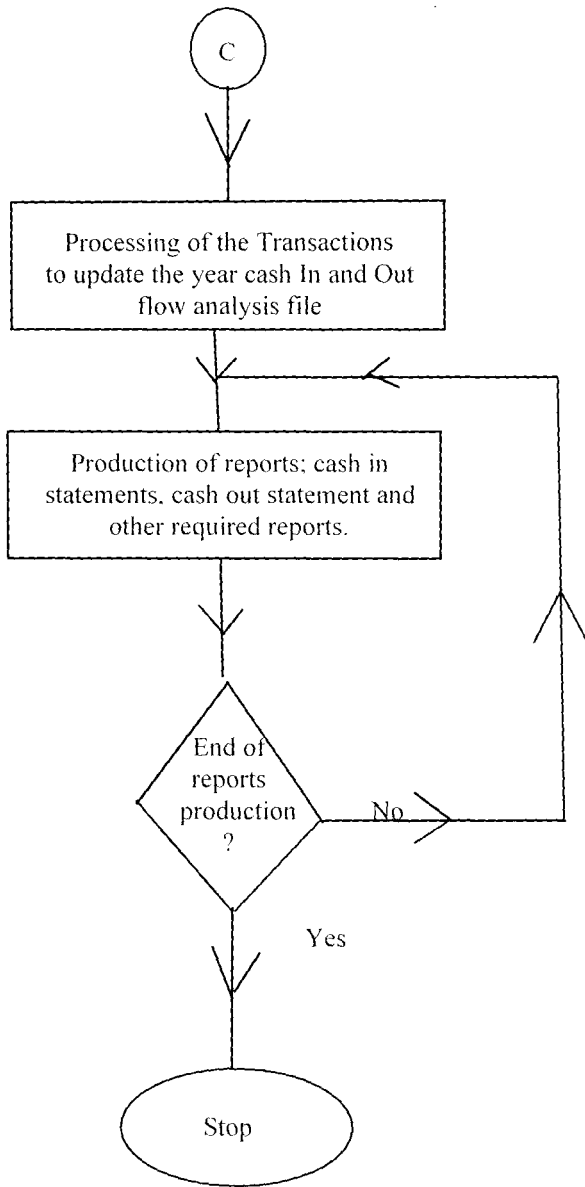 C
Processing of the Transactions
to update the year cash In and Out
flow analysis file
Production of reports; cash in
statements, cash out statement and
other required reports.
End of
reports
production
?
No
Yes
Stop